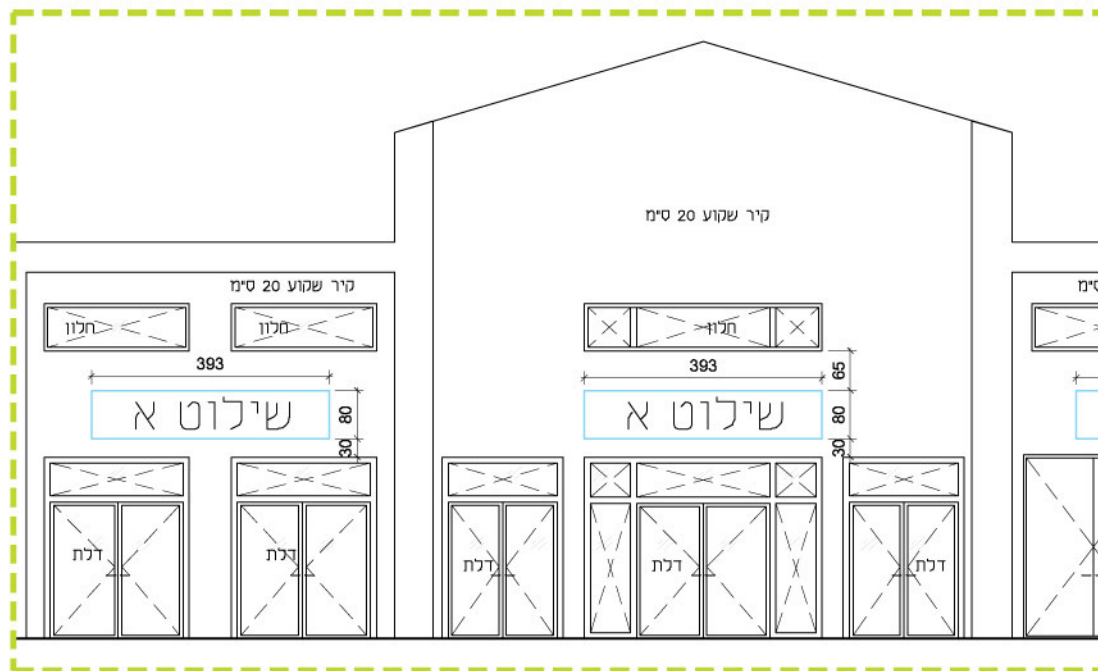 קיר שקוע 20 ס"מ
קיר שקוע 20 ס"מ
ס"מ
חלון
חלון
חלון
393
393
65
שילוט א
80
שילוט א
80
30
30
דלת
דלת
דלת
דלת
דלת